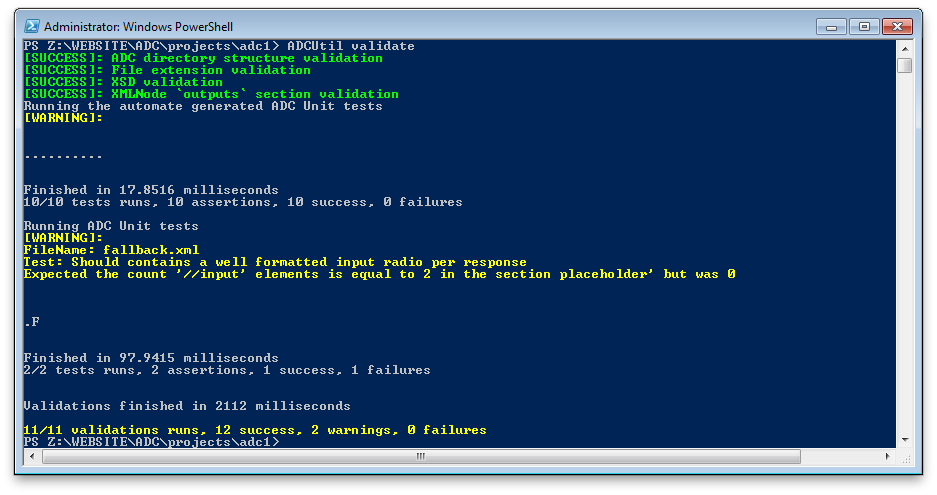 Administrator: Windows PowerShell
PS Z:\WEBSITE\ADC\projects\adc1> ADCUtil validate
[SUCCESS]: ADC directory structure validation
[SUCCESS]: File extension validation
[SUCCESS]: XSD validation
[SUCCESS]: XMLNode `outputs` section validation
Running the automate generated ADC Unit tests
[WARNING]:
..........
Finished in 17.8516 milliseconds
10/10 tests runs, 10 assertions, 10 success, 0 failures
Running ADC Unit tests
[WARNING]:
FileName: fallback.xml
Test: Should contains a well formatted input radio per response
Expected the count '//input' elements is equal to 2 in the section placeholder' but was 0
.F
Finished in 97.9415 milliseconds
2/2 tests runs, 2 assertions, 1 success, 1 failures
Validations finished in 2112 milliseconds
11/11 validations runs, 12 success, 2 warnings, 0 failures
PS Z:\WEBSITE\ADC\projects\adc1>